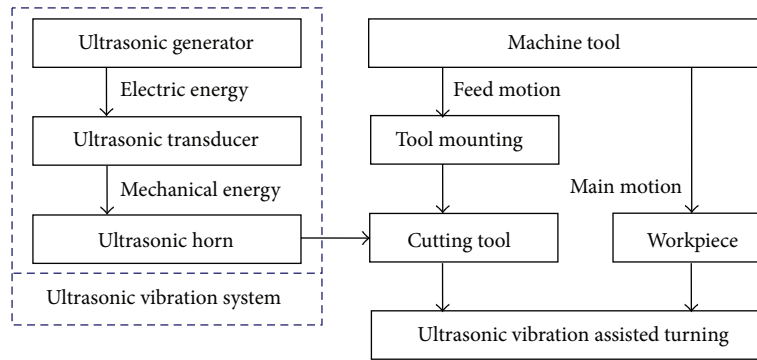 Ultrasonic generator
Electric energy
Ultrasonic transducer
Mechanical energy
Ultrasonic horn
Ultrasonic vibration system
Machine tool
Feed motion
Tool mounting
Main motion
Cutting tool
Workpiece
Ultrasonic vibration assisted turning